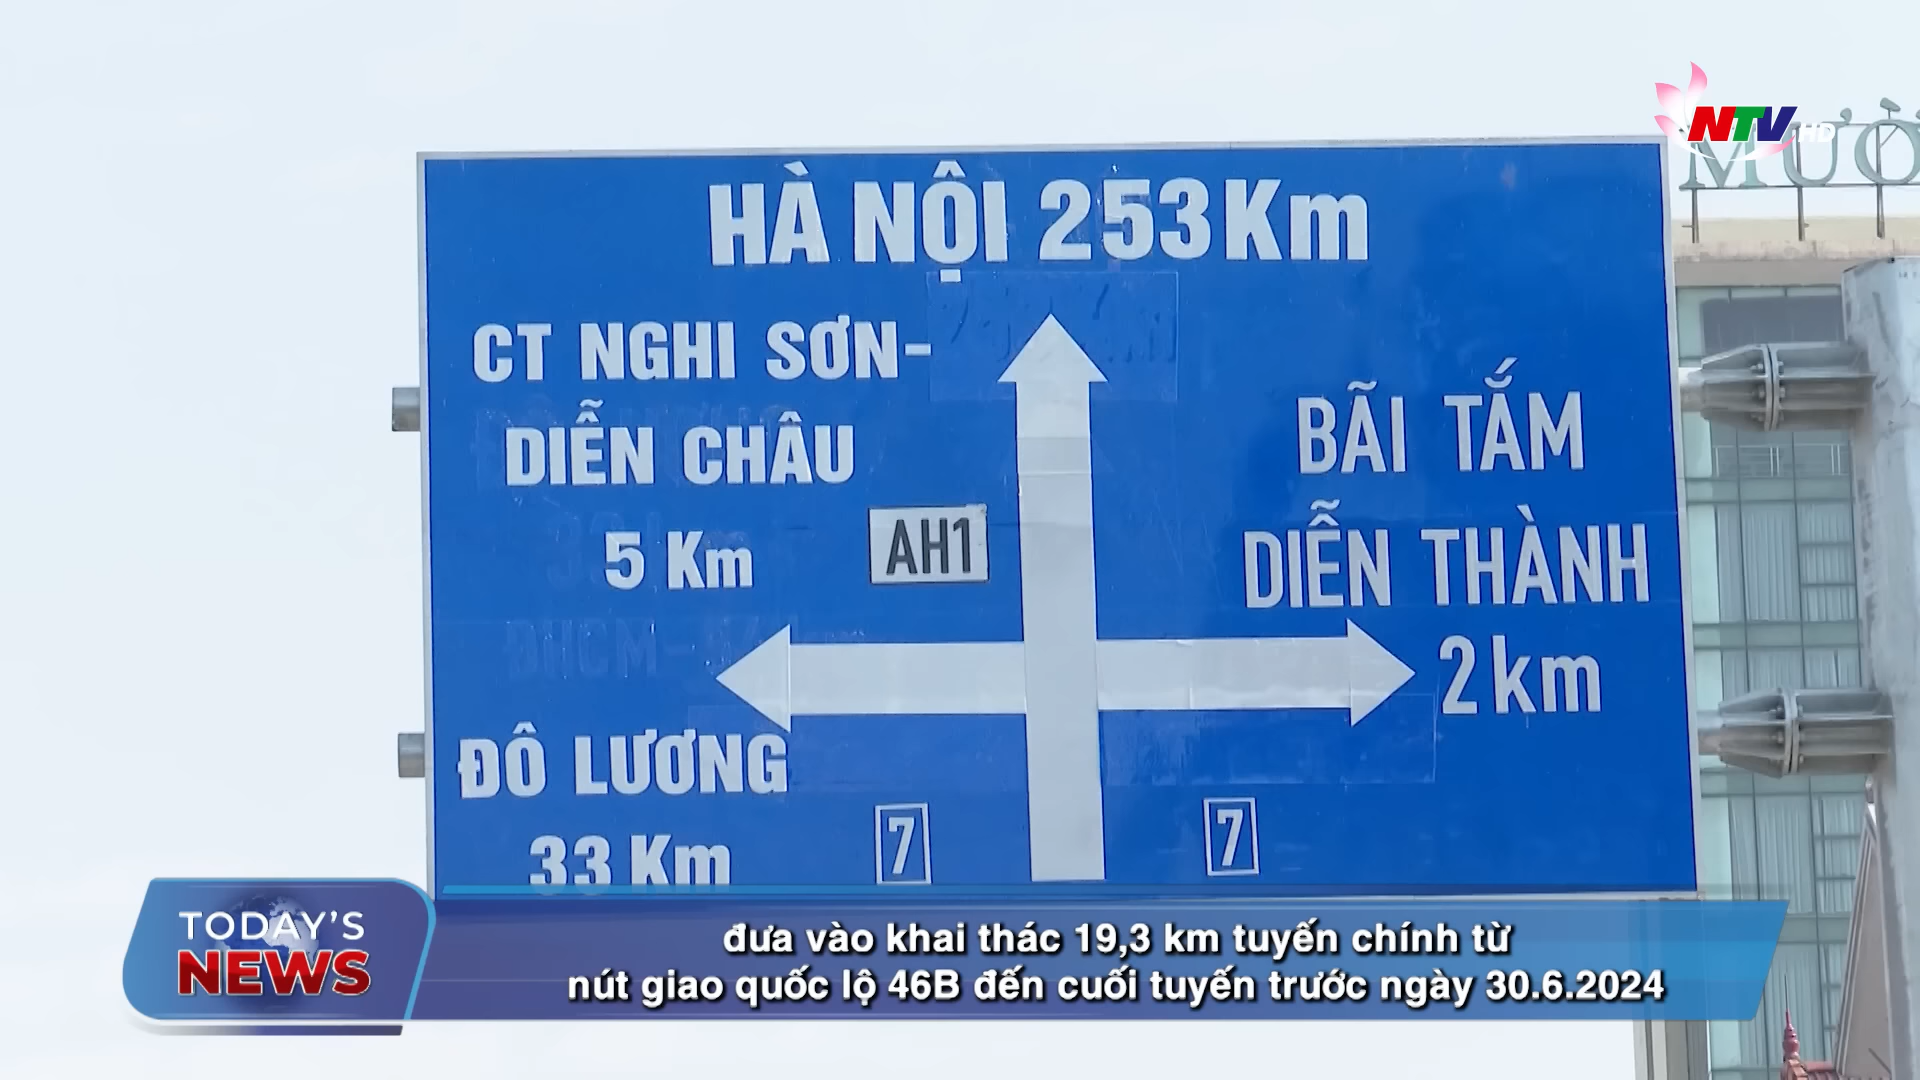 NTV HD
MƯỜ
HÀ NỘI 253Km
CT NGHI SƠN-
DIỄN CHÂU
5 Km
AH1
BÃI TẮM
DIỄN THÀNH
2km
ĐÔ LƯƠNG
33 Km
7
7
TODAY'S
NEWS
đưa vào khai thác 19,3 km tuyến chính từ
nút giao quốc lộ 46B đến cuối tuyến trước ngày 30.6.2024